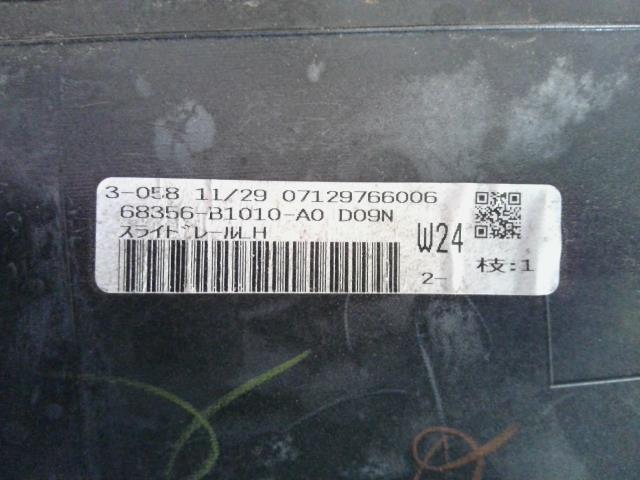 3-058 11/29 07129766006
68356-B1010-A0 D09N
ｽﾗｲﾄﾞﾚｰﾙLH
W24
2-
枝:1